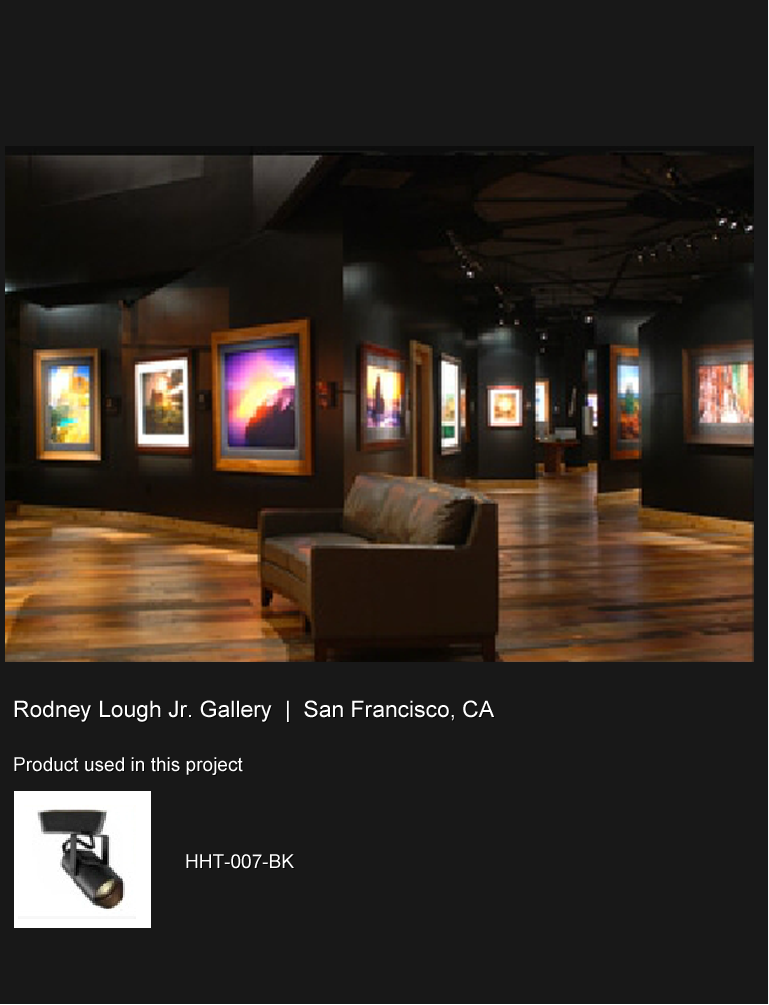 Rodney Lough Jr. Gallery | San Francisco, CA
Product used in this project
HHT-007-BK